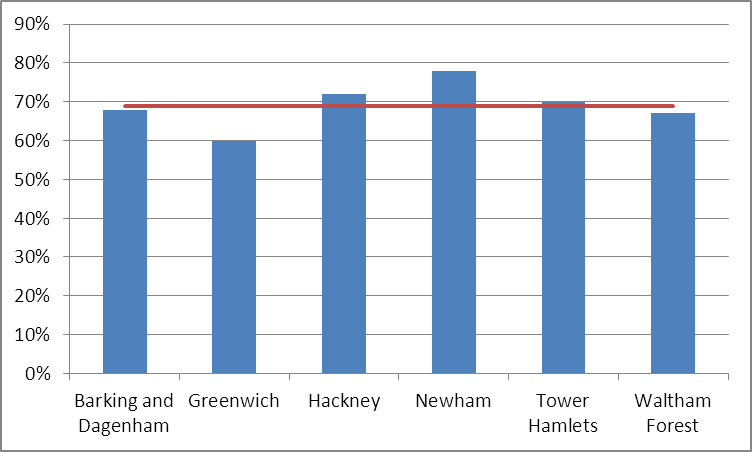 90%
80%
70%
60%
50%
40%
30%
20%
10%
0%
Barking and
Dagenham
Greenwich
Hackney
Newham
Tower
Hamlets
Waltham
Forest